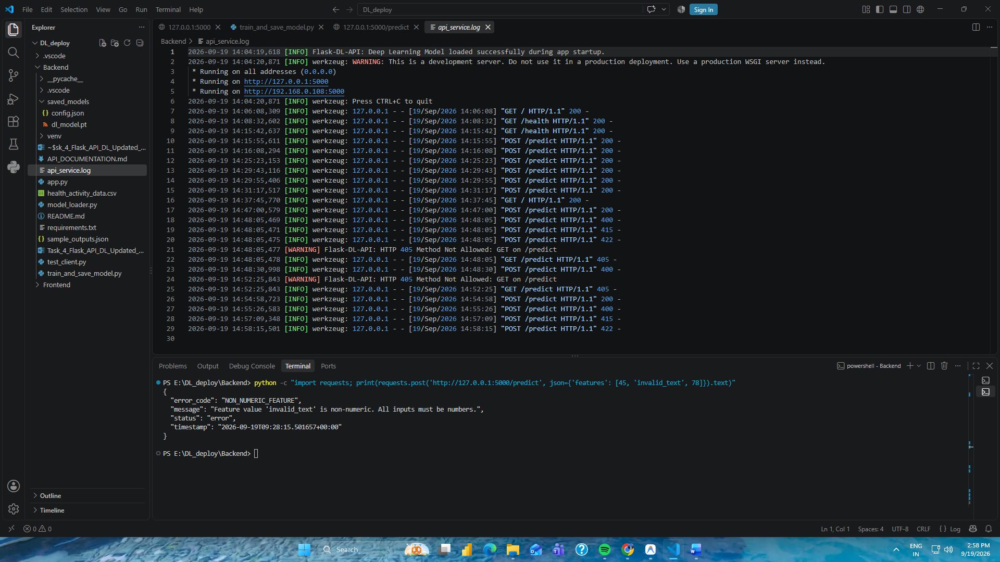 File Edit Selection View Go Run Terminal Help
DL_deploy
Sign In
Explorer
DL_deploy
.vscode
Backend
__pycache__
.vscode
saved_models
config.json
dl_model.pt
venv
~$sk_4_Flask_API_DL_Updated_...
API_DOCUMENTATION.md
api_service.log
app.py
health_activity_data.csv
model_loader.py
README.md
requirements.txt
sample_outputs.json
Task_4_Flask_API_DL_Updated_...
test_client.py
train_and_save_model.py
Frontend
Outline
Timeline
127.0.0.1:5000 train_and_save_model.py 127.0.0.1:5000/predict api_service.log
Backend > api_service.log
1 2026-09-19 14:04:19,618 [INFO] Flask-DL-API: Deep Learning Model loaded successfully during app startup.
2 2026-09-19 14:04:20,871 [INFO] werkzeug: WARNING: This is a development server. Do not use it in a production deployment. Use a production WSGI server instead.
3 * Running on all addresses (0.0.0.0)
4 * Running on http://127.0.0.1:5000
5 * Running on http://192.168.0.108:5000
6 2026-09-19 14:04:20,871 [INFO] werkzeug: Press CTRL+C to quit
7 2026-09-19 14:06:08,309 [INFO] werkzeug: 127.0.0.1 - - [19/Sep/2026 14:06:08] "GET / HTTP/1.1" 200 -
8 2026-09-19 14:08:32,602 [INFO] werkzeug: 127.0.0.1 - - [19/Sep/2026 14:08:32] "GET /health HTTP/1.1" 200 -
9 2026-09-19 14:15:42,637 [INFO] werkzeug: 127.0.0.1 - - [19/Sep/2026 14:15:42] "GET /health HTTP/1.1" 200 -
10 2026-09-19 14:15:55,611 [INFO] werkzeug: 127.0.0.1 - - [19/Sep/2026 14:15:55] "POST /predict HTTP/1.1" 200 -
11 2026-09-19 14:16:08,294 [INFO] werkzeug: 127.0.0.1 - - [19/Sep/2026 14:16:08] "POST /predict HTTP/1.1" 200 -
12 2026-09-19 14:25:23,153 [INFO] werkzeug: 127.0.0.1 - - [19/Sep/2026 14:25:23] "POST /predict HTTP/1.1" 200 -
13 2026-09-19 14:29:43,116 [INFO] werkzeug: 127.0.0.1 - - [19/Sep/2026 14:29:43] "POST /predict HTTP/1.1" 200 -
14 2026-09-19 14:29:55,406 [INFO] werkzeug: 127.0.0.1 - - [19/Sep/2026 14:29:55] "POST /predict HTTP/1.1" 200 -
15 2026-09-19 14:31:17,517 [INFO] werkzeug: 127.0.0.1 - - [19/Sep/2026 14:31:17] "POST /predict HTTP/1.1" 200 -
16 2026-09-19 14:37:45,770 [INFO] werkzeug: 127.0.0.1 - - [19/Sep/2026 14:37:45] "GET / HTTP/1.1" 200 -
17 2026-09-19 14:47:00,579 [INFO] werkzeug: 127.0.0.1 - - [19/Sep/2026 14:47:00] "POST /predict HTTP/1.1" 200 -
18 2026-09-19 14:48:05,469 [INFO] werkzeug: 127.0.0.1 - - [19/Sep/2026 14:48:05] "POST /predict HTTP/1.1" 400 -
19 2026-09-19 14:48:05,471 [INFO] werkzeug: 127.0.0.1 - - [19/Sep/2026 14:48:05] "POST /predict HTTP/1.1" 415 -
20 2026-09-19 14:48:05,475 [INFO] werkzeug: 127.0.0.1 - - [19/Sep/2026 14:48:05] "POST /predict HTTP/1.1" 422 -
21 2026-09-19 14:48:05,477 [WARNING] Flask-DL-API: HTTP 405 Method Not Allowed: GET on /predict
22 2026-09-19 14:48:05,478 [INFO] werkzeug: 127.0.0.1 - - [19/Sep/2026 14:48:05] "GET /predict HTTP/1.1" 405 -
23 2026-09-19 14:48:30,998 [INFO] werkzeug: 127.0.0.1 - - [19/Sep/2026 14:48:30] "POST /predict HTTP/1.1" 400 -
24 2026-09-19 14:52:25,843 [WARNING] Flask-DL-API: HTTP 405 Method Not Allowed: GET on /predict
25 2026-09-19 14:52:25,843 [INFO] werkzeug: 127.0.0.1 - - [19/Sep/2026 14:52:25] "GET /predict HTTP/1.1" 405 -
26 2026-09-19 14:54:58,723 [INFO] werkzeug: 127.0.0.1 - - [19/Sep/2026 14:54:58] "POST /predict HTTP/1.1" 200 -
27 2026-09-19 14:55:26,583 [INFO] werkzeug: 127.0.0.1 - - [19/Sep/2026 14:55:26] "POST /predict HTTP/1.1" 400 -
28 2026-09-19 14:57:09,348 [INFO] werkzeug: 127.0.0.1 - - [19/Sep/2026 14:57:09] "POST /predict HTTP/1.1" 415 -
29 2026-09-19 14:58:15,501 [INFO] werkzeug: 127.0.0.1 - - [19/Sep/2026 14:58:15] "POST /predict HTTP/1.1" 422 -
30
Problems Output Debug Console Terminal Ports
powershell - Backend
PS E:\DL_deploy\Backend> python -c "import requests; print(requests.post('http://127.0.0.1:5000/predict', json={'features': [45, 'invalid_text', 78]}).text)"
{
"error_code": "NON_NUMERIC_FEATURE",
"message": "Feature value 'invalid_text' is non-numeric. All inputs must be numbers.",
"status": "error",
"timestamp": "2026-09-19T09:28:15.501657+00:00"
}
PS E:\DL_deploy\Backend>
0 0
Ln 1, Col 1 Spaces: 4 UTF-8 CRLF { } Log
Search
ENG
IN
2:58 PM
9/19/2026